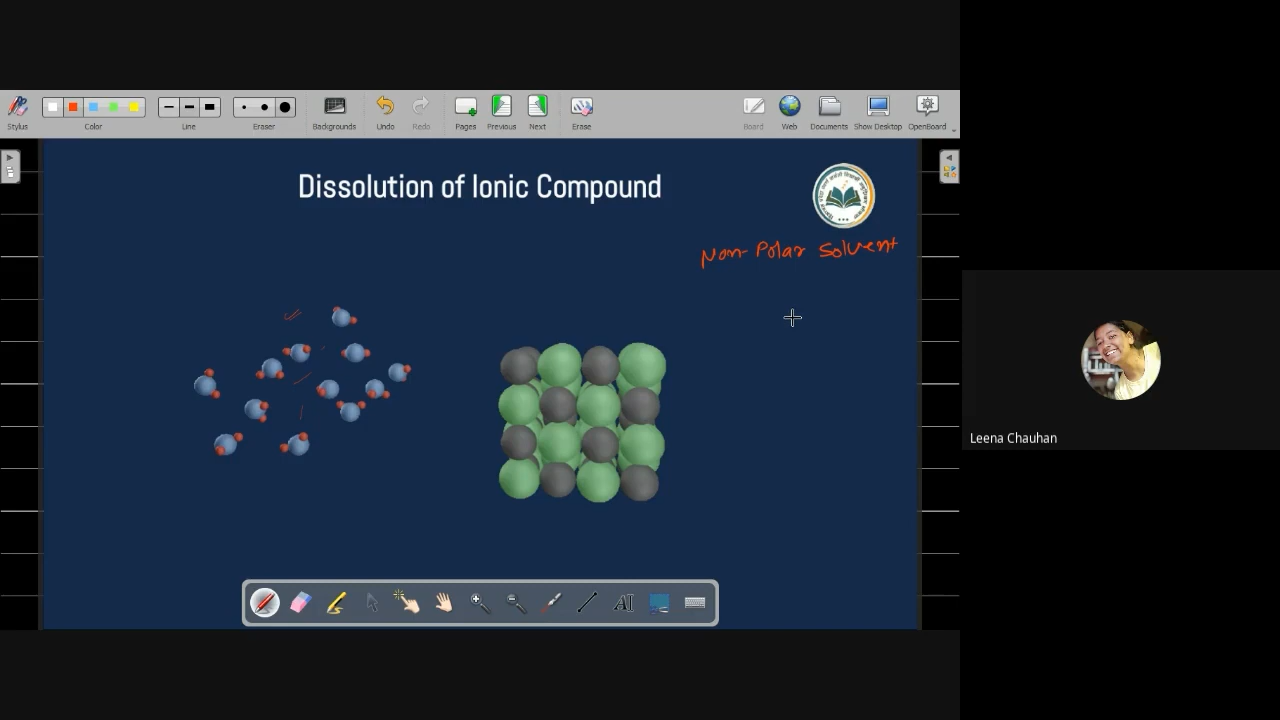 Stylus
Color
Line
Eraser
Backgrounds
Undo
Redo
Pages
Previous
Next
Erase
Board
Web
Documents
Show Desktop
OpenBoard
Dissolution of Ionic Compound
Non-Polar Solvent
Leena Chauhan
AI